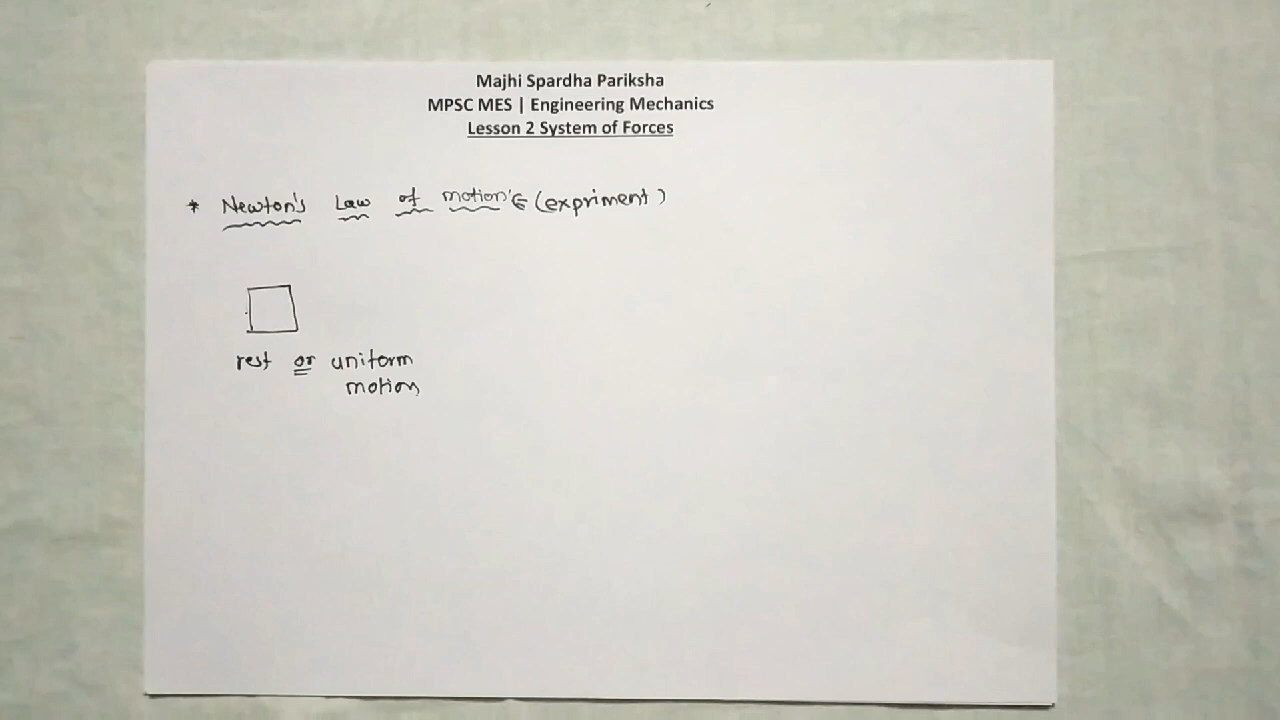 Majhi Spardha Pariksha
MPSC MES | Engineering Mechanics
Lesson 2 System of Forces
* Newton's Law of motion's (expriment)
rest or uniform
motion